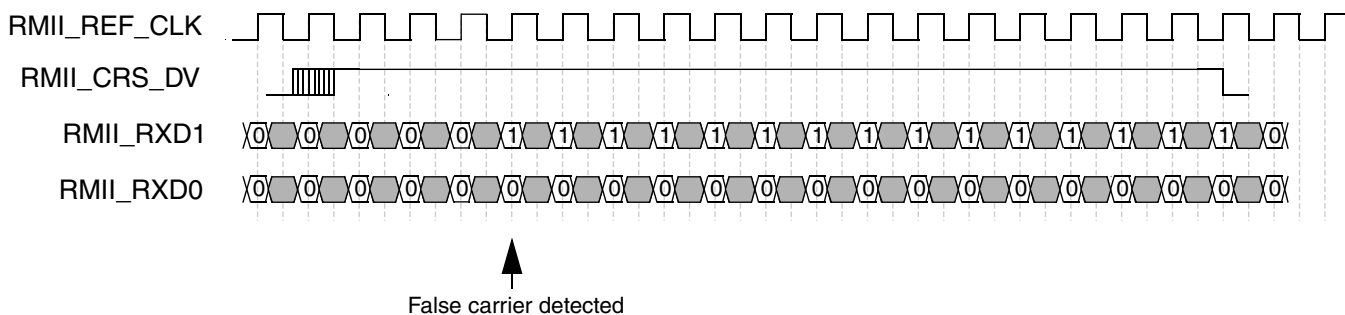 RMII_REF_CLK
RMII_CRS_DV
RMII_RXD1 0 0 0 0 0 1 1 1 1 1 1 1 1 1 1 1 1 1 1 1 0
RMII_RXD0 0 0 0 0 0 0 0 0 0 0 0 0 0 0 0 0 0 0 0 0 0
False carrier detected